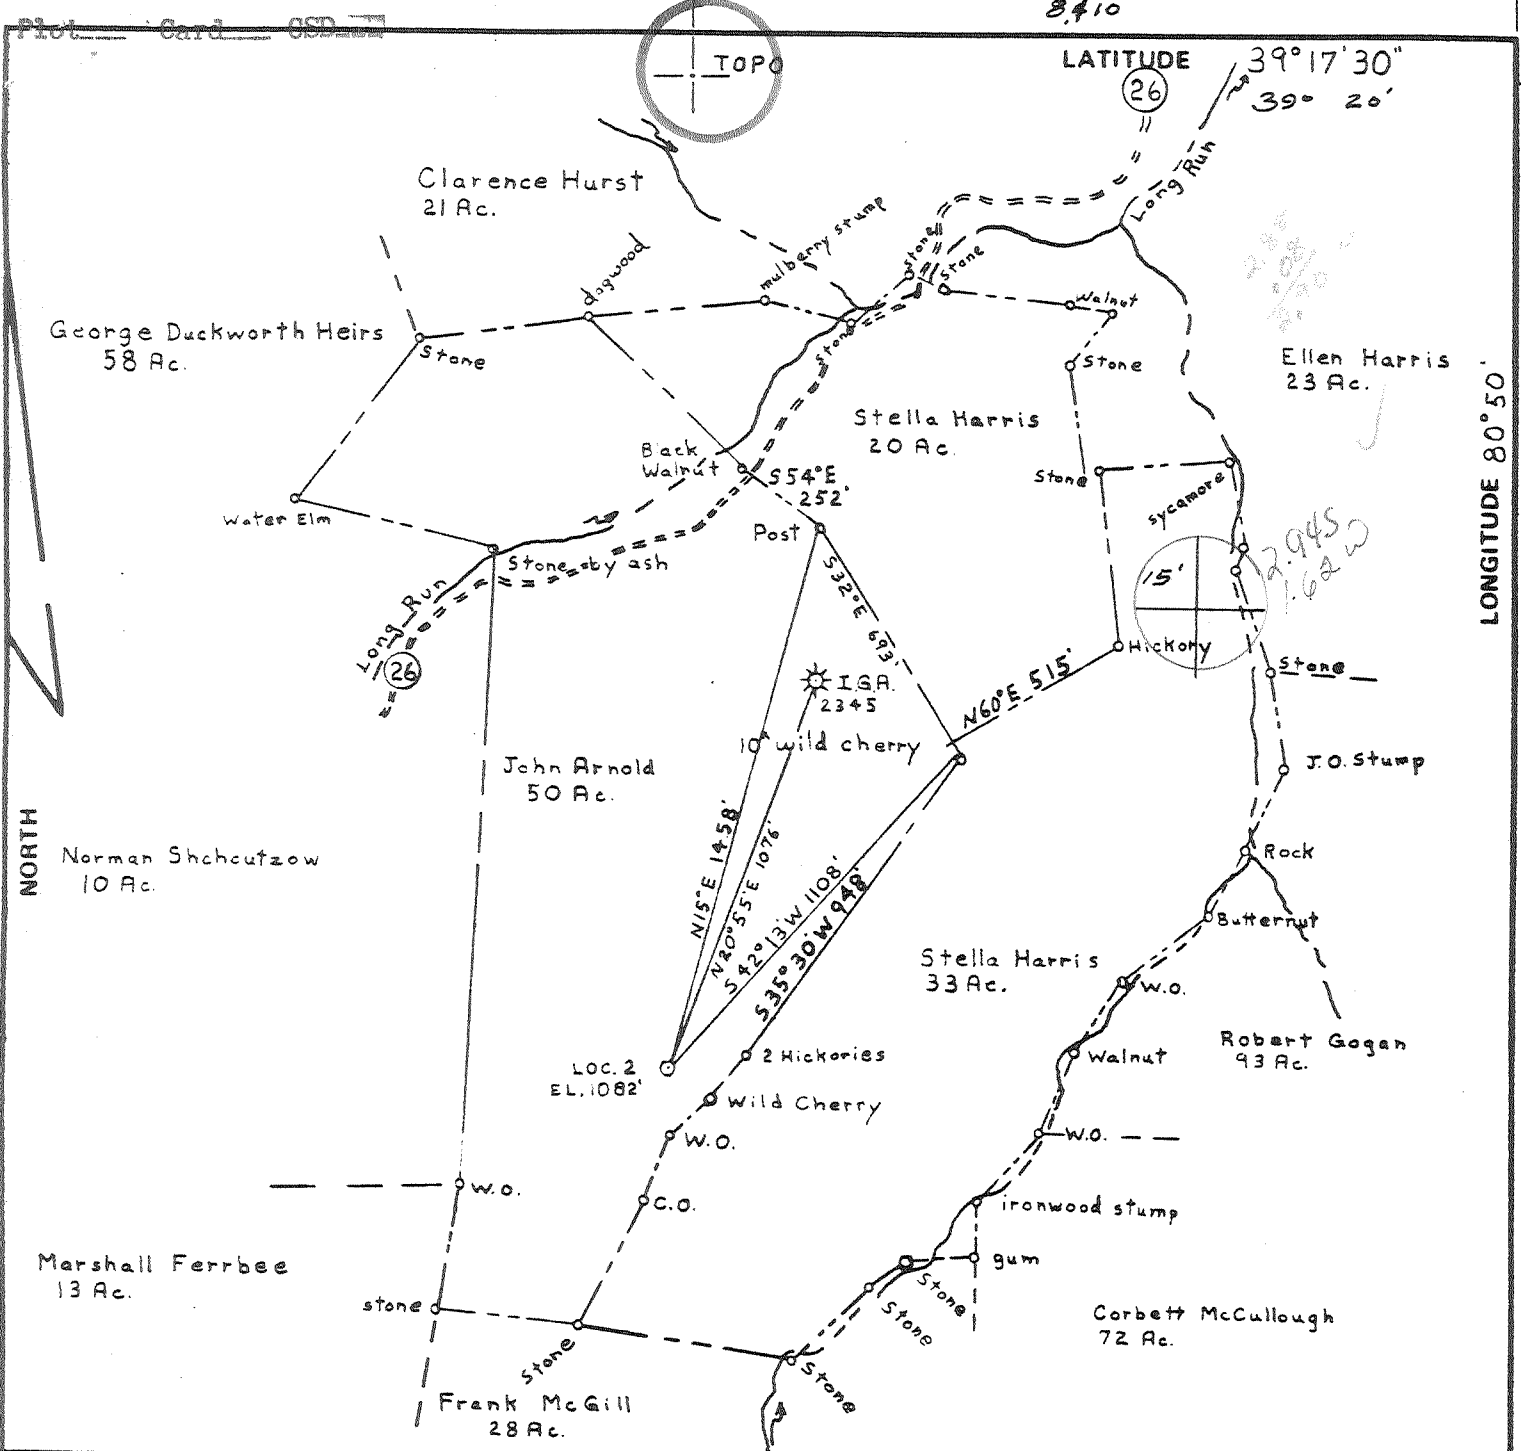 Plot Card OSD
8,410
TOPO
LATITUDE 39°17'30"
39° 20'
26
Long Run
Clarence Hurst
21 Ac.
dogwood
mulberry stump
Stone
Stone
Walnut
George Duckworth Heirs
58 Ac.
Stone
Stone
Stone
Ellen Harris
23 Ac.
LONGITUDE 80°50'
Stella Harris
20 Ac.
Back
Walnut
S54°E
252'
Stone
Sycamore
Water Elm
Post
Stone by ash
2.945
1.62 W
15'
S32°E 693'
Long Run
26
Hickory
Stone
I.G.A.
2345
N60°E 515'
10" wild cherry
John Arnold
50 Ac.
J.O. Stump
NORTH
Norman Shchcutzow
10 Ac.
N15°E 1458'
N20°55'E 1076'
S42°13'W 1108'
S35°30'W 948'
Rock
Butternut
Stella Harris
33 Ac.
W.O.
Robert Gogan
93 Ac.
LOC. 2
EL. 1082'
2 Hickories
Walnut
Wild Cherry
W.O.
W.O.
W.O.
C.O.
ironwood stump
Marshall Ferrbee
13 Ac.
gum
stone
Stone
Stone
Corbett McCullough
72 Ac.
Stone
Stone
Frank McGill
28 Ac.